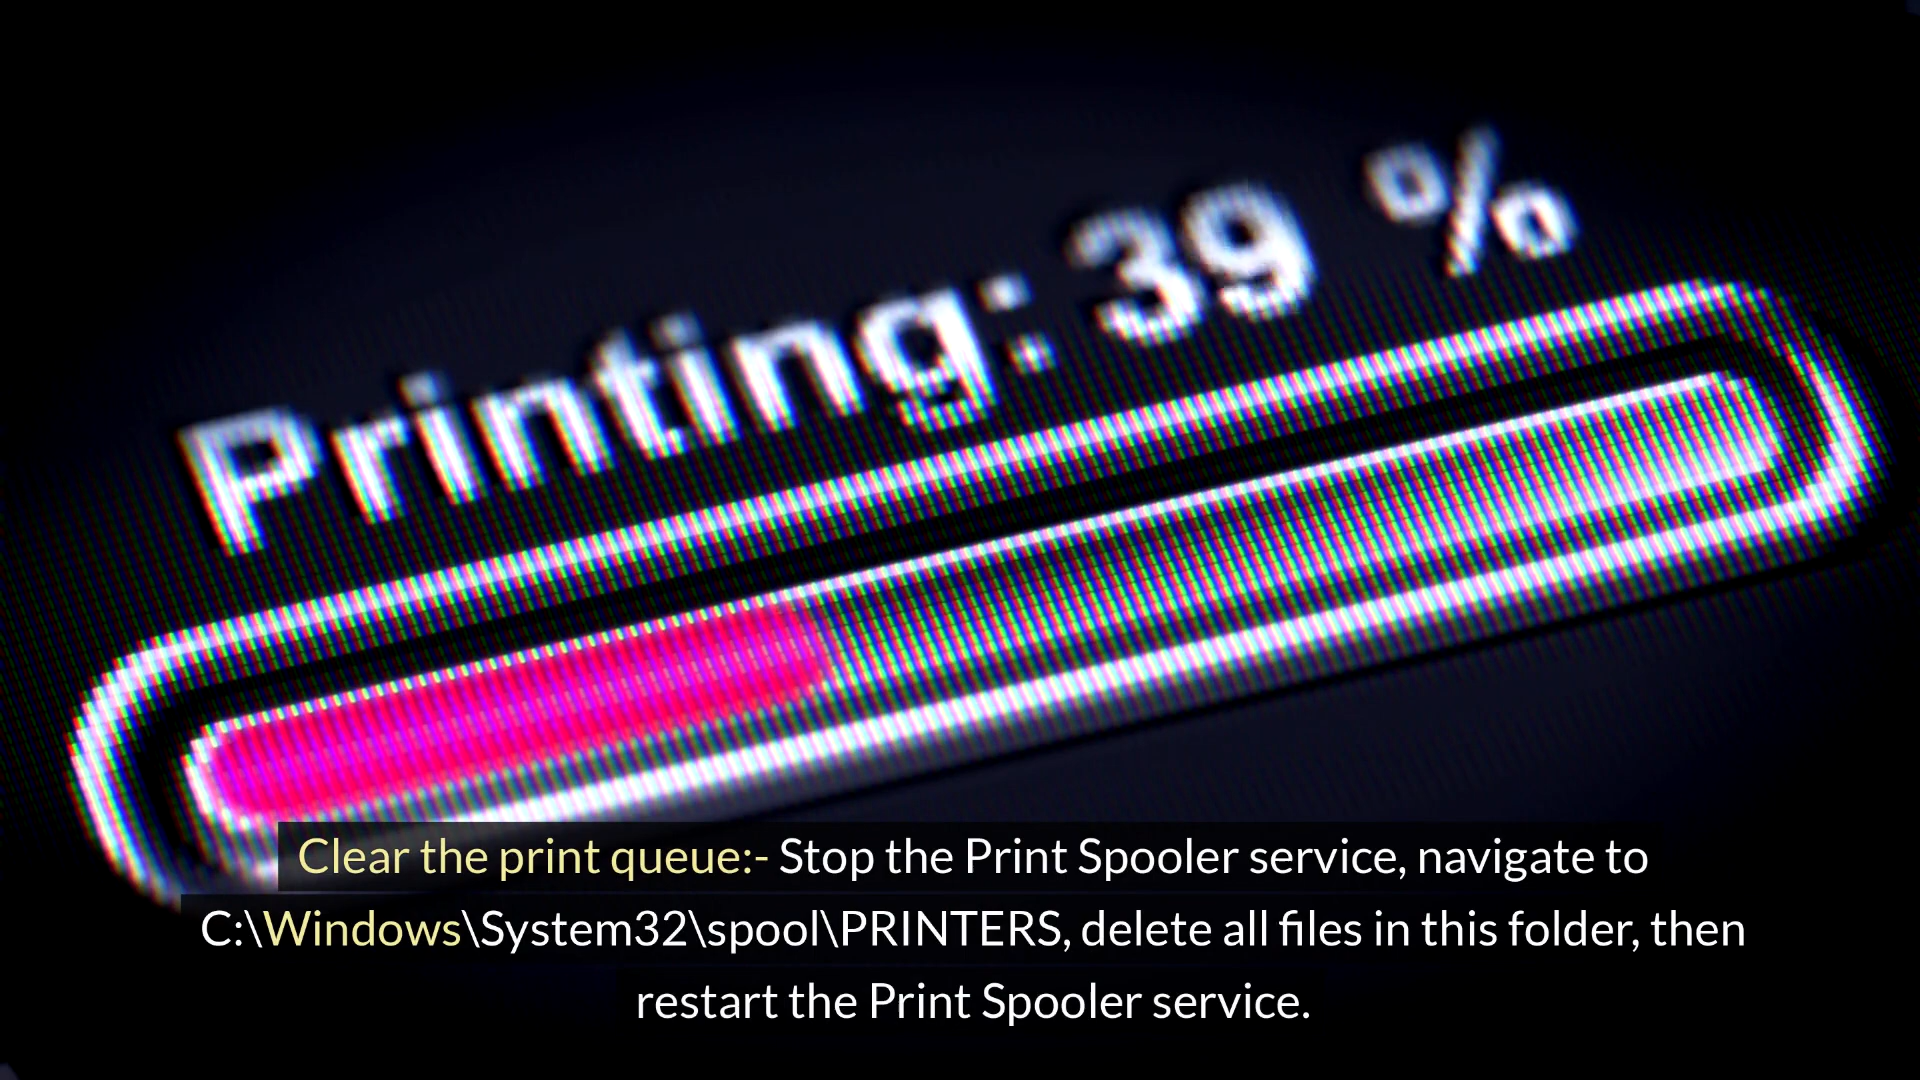 Printing: 39 %
Clear the print queue:- Stop the Print Spooler service, navigate to
C:\Windows\System32\spool\PRINTERS, delete all files in this folder, then
restart the Print Spooler service.